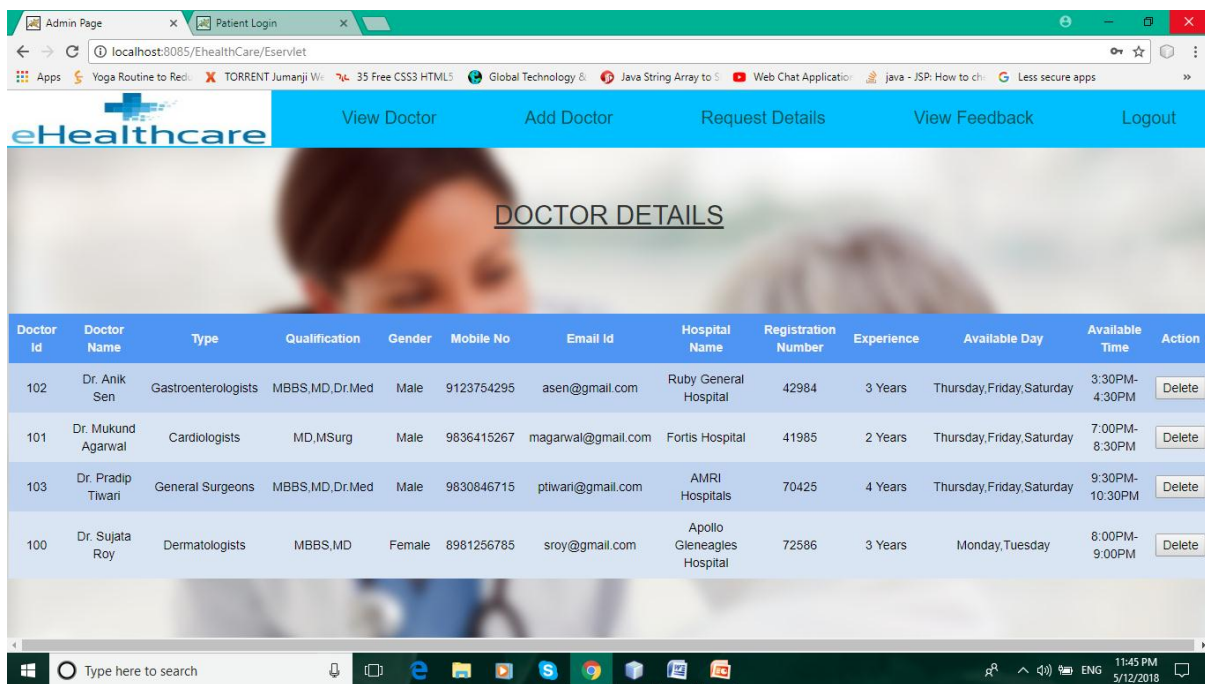 Admin Page Patient Login
localhost:8085/EhealthCare/Eservlet
Apps Yoga Routine to Redu TORRENT Jumanji We 35 Free CSS3 HTML5 Global Technology & Java String Array to S Web Chat Application java - JSP: How to ch Less secure apps »
eHealthcare View Doctor Add Doctor Request Details View Feedback Logout
DOCTOR DETAILS
Doctor Id Doctor Name Type Qualification Gender Mobile No Email Id Hospital Name Registration Number Experience Available Day Available Time Action
102 Dr. Anik Sen Gastroenterologists MBBS,MD,Dr.Med Male 9123754295 asen@gmail.com Ruby General Hospital 42984 3 Years Thursday,Friday,Saturday 3:30PM-4:30PM Delete
101 Dr. Mukund Agarwal Cardiologists MD,MSurg Male 9836415267 magarwal@gmail.com Fortis Hospital 41985 2 Years Thursday,Friday,Saturday 7:00PM-8:30PM Delete
103 Dr. Pradip Tiwari General Surgeons MBBS,MD,Dr.Med Male 9830846715 ptiwari@gmail.com AMRI Hospitals 70425 4 Years Thursday,Friday,Saturday 9:30PM-10:30PM Delete
100 Dr. Sujata Roy Dermatologists MBBS,MD Female 8981256785 sroy@gmail.com Apollo Gleneagles Hospital 72586 3 Years Monday,Tuesday 8:00PM-9:00PM Delete
Type here to search ENG 11:45 PM
5/12/2018